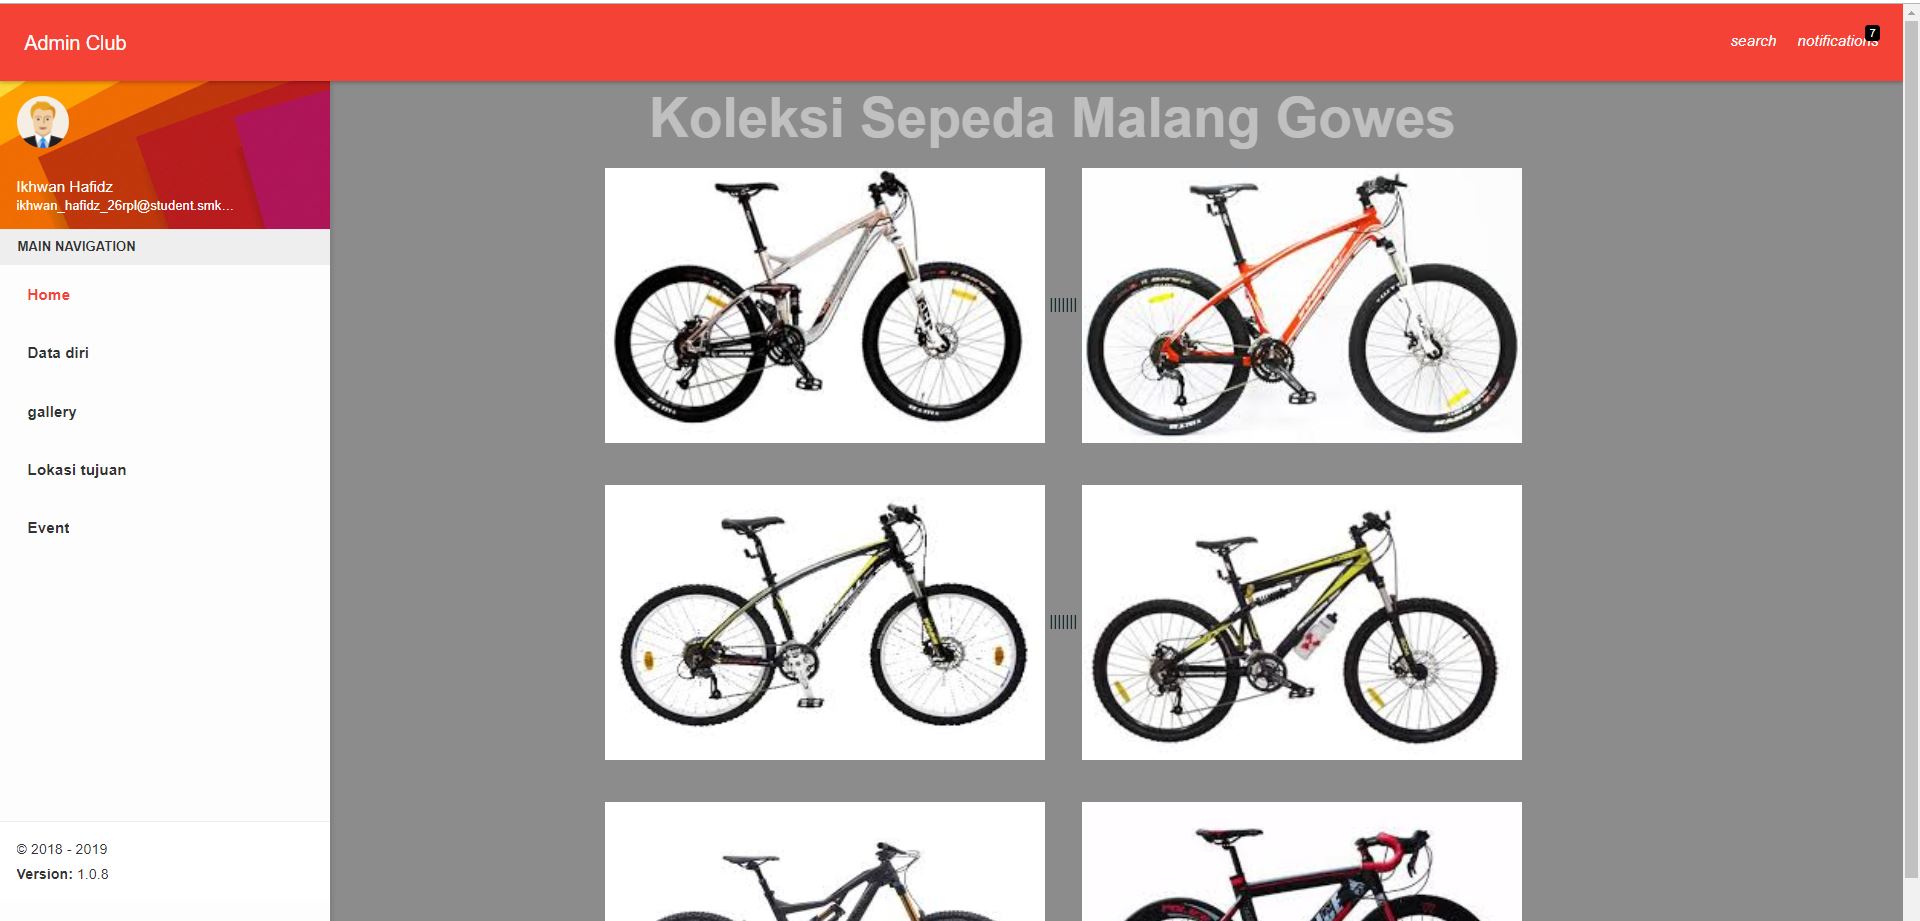 Admin Club
search
notifications
7
Ikhwan Hafidz
ikhwan_hafidz_26rpl@student.smk...
MAIN NAVIGATION
Home
Data diri
gallery
Lokasi tujuan
Event
© 2018 - 2019
Version: 1.0.8
Koleksi Sepeda Malang Gowes
|||||||
|||||||